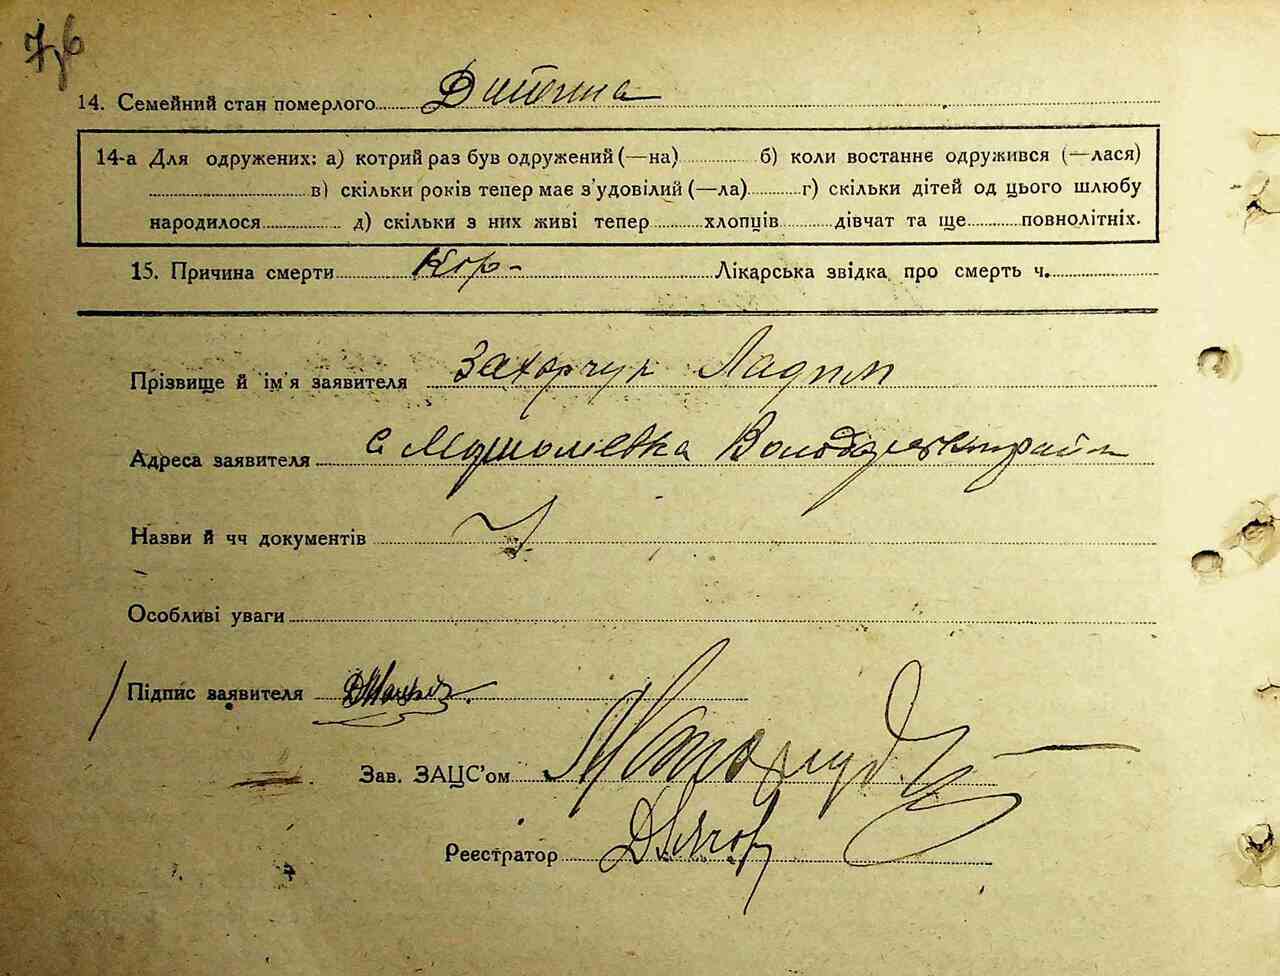 7б
14. Семейний стан померлого Дитина
14-а Для одружених: а) котрий раз був одружений (—на) б) коли востаннє одружився (—лася)
в) скільки років тепер має з'удовілий (—ла) г) скільки дітей од цього шлюбу
народилося д) скільки з них живі тепер хлопців дівчат та ще повнолітніх.
15. Причина смерти Кор - Лікарська звідка про смерть ч.
Прізвище й ім'я заявителя Захорчук
Адреса заявителя с
Назви й чч документів
Особливі уваги
Підпис заявителя
Зав. ЗАЦС'ом
Реєстратор